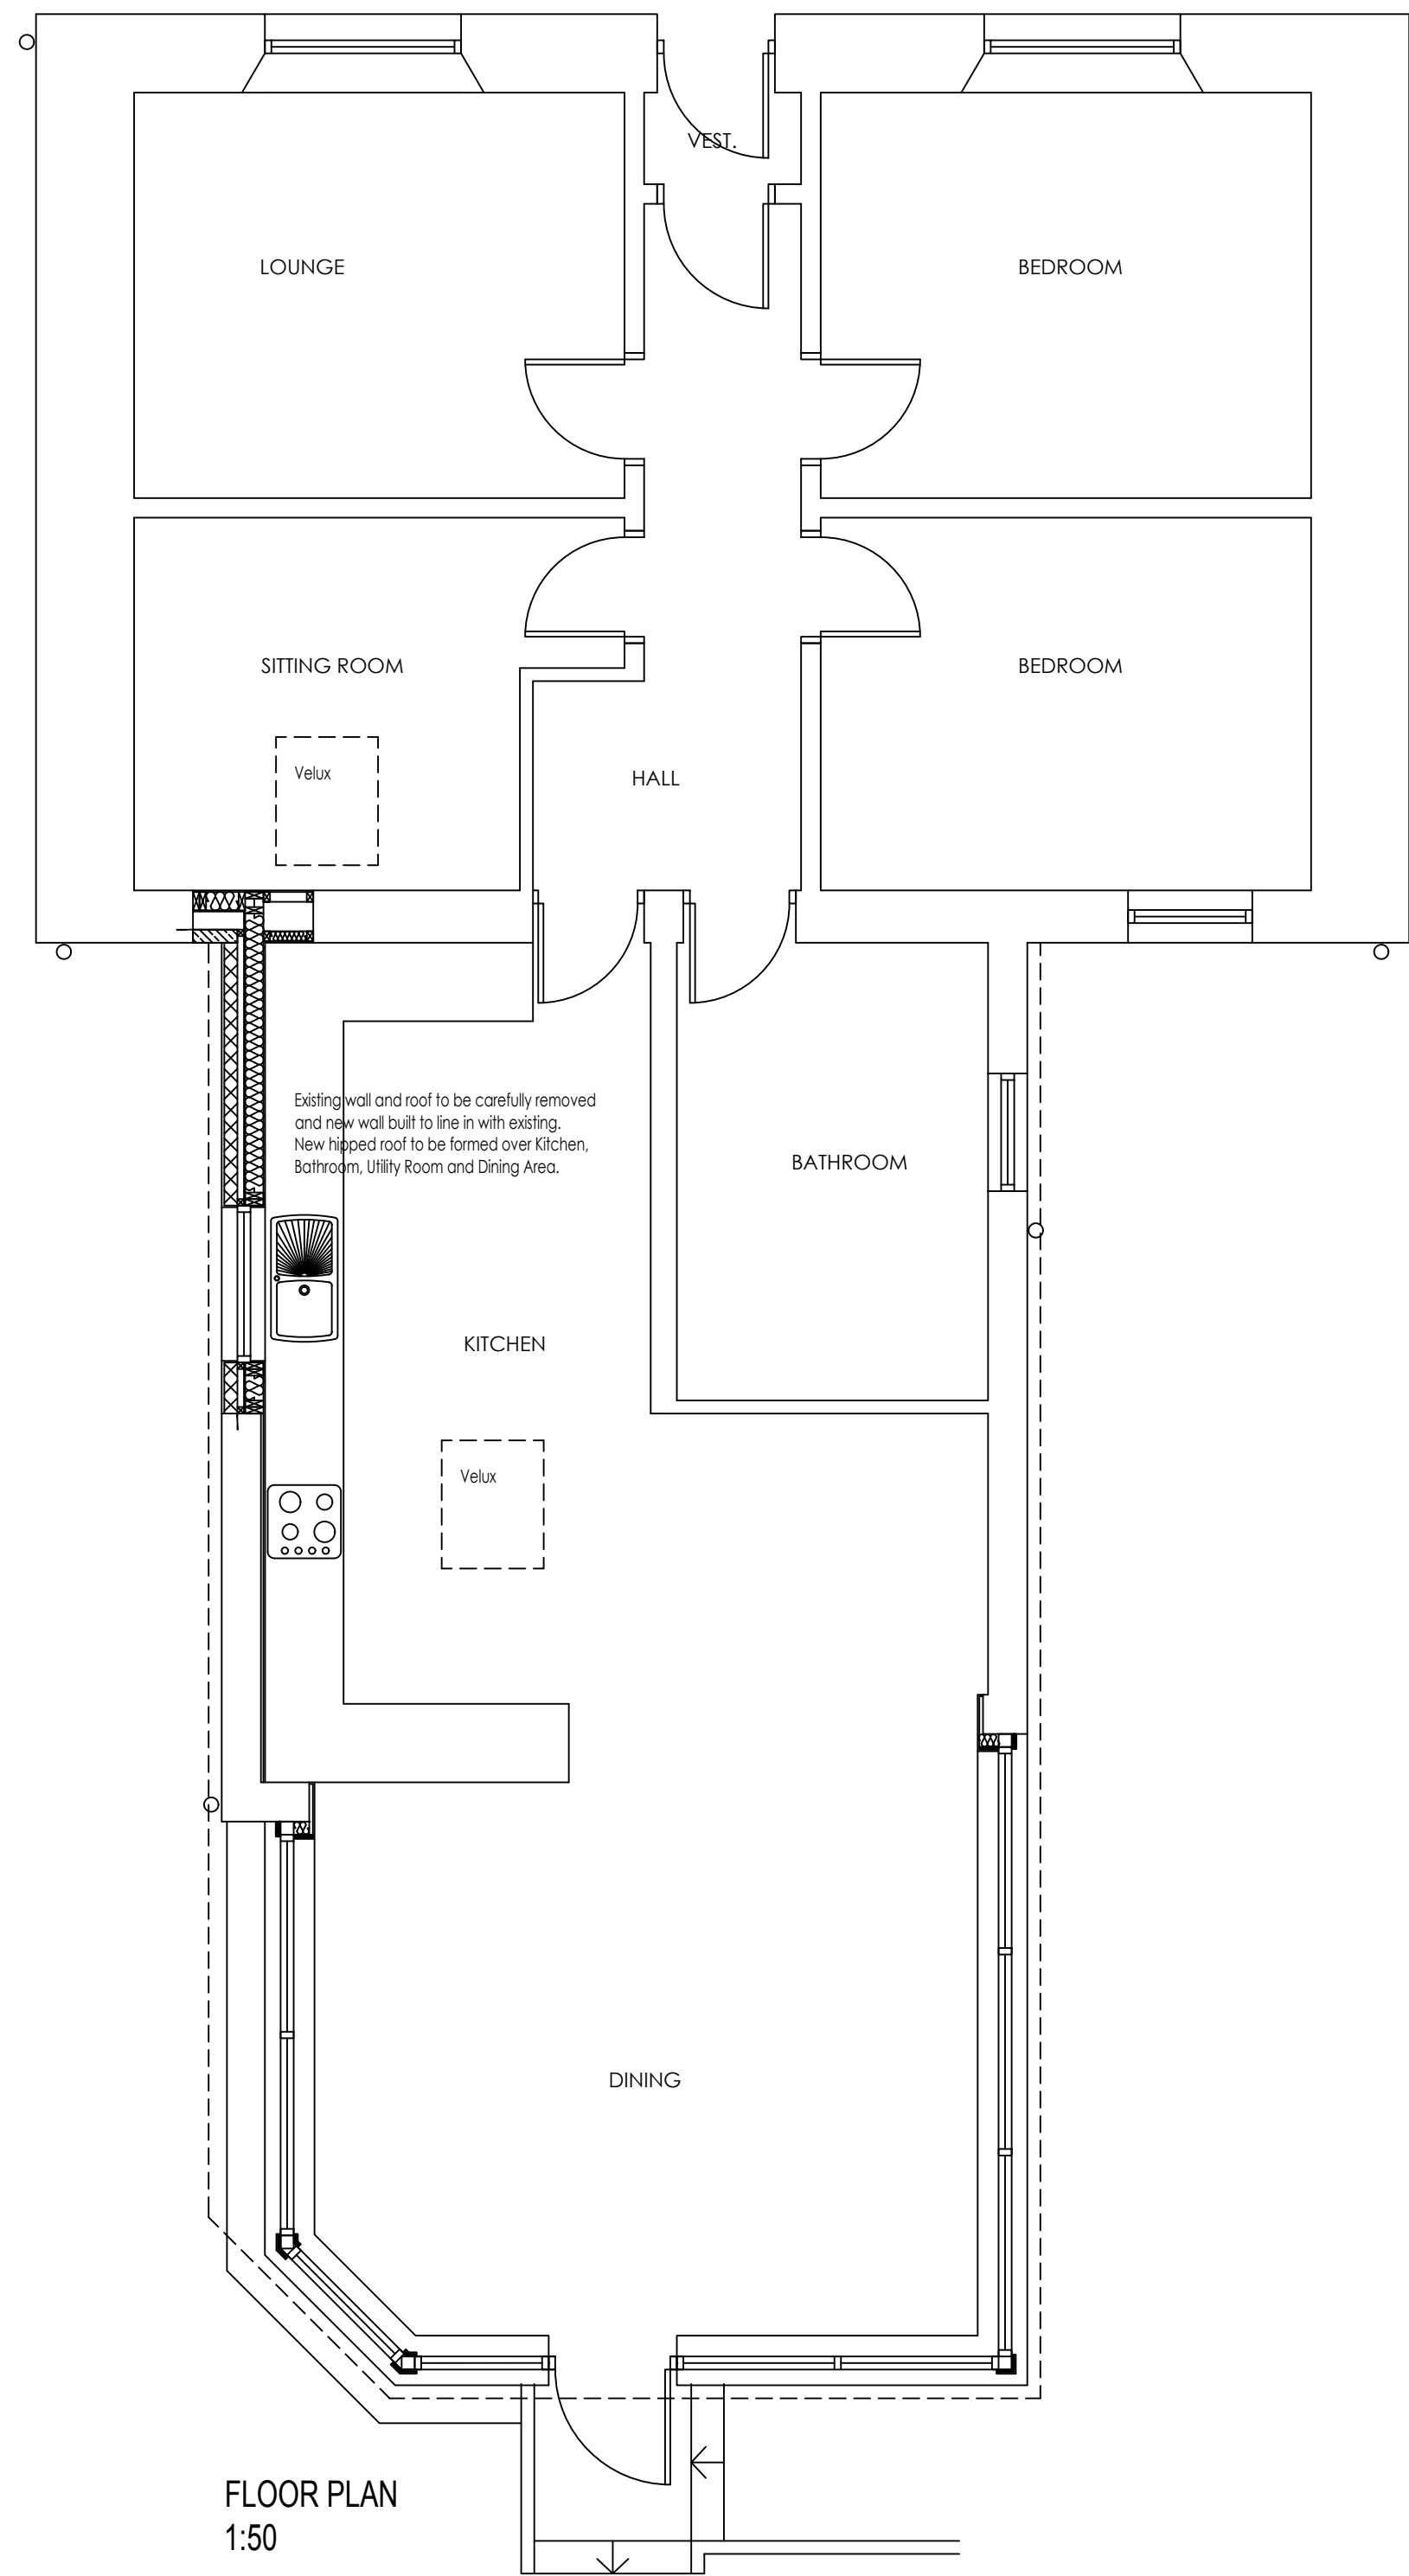 VEST.
LOUNGE
BEDROOM
SITTING ROOM
BEDROOM
Velux
HALL
Existing wall and roof to be carefully removed
and new wall built to line in with existing.
New hipped roof to be formed over Kitchen,
Bathroom, Utility Room and Dining Area.
BATHROOM
KITCHEN
Velux
DINING
FLOOR PLAN
1:50